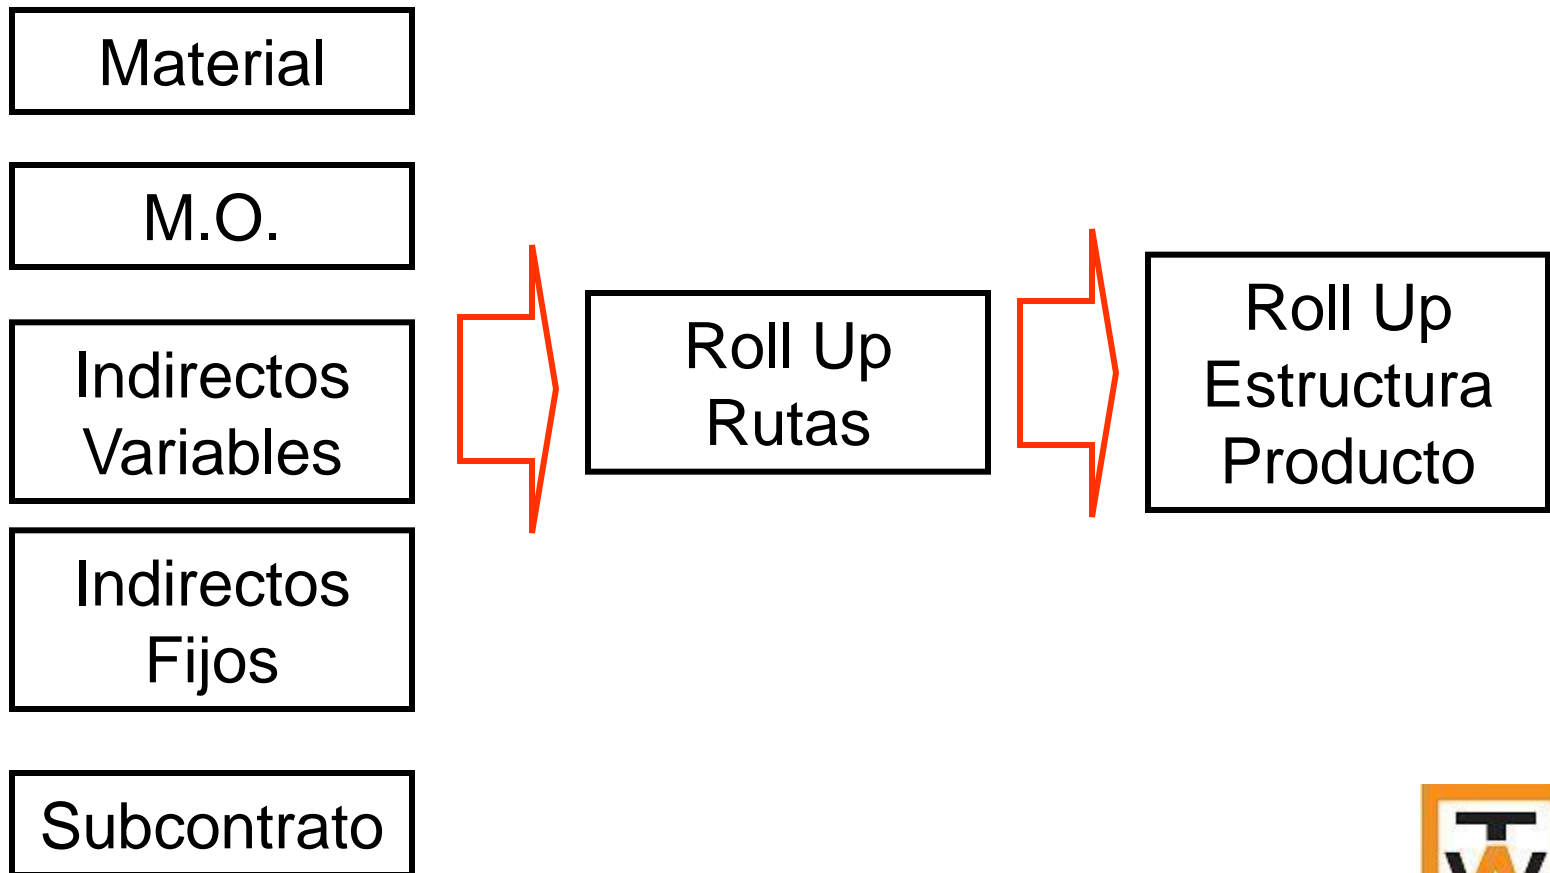 Material
M.O.
Indirectos
Variables
Indirectos
Fijos
Subcontrato
Roll Up
Rutas
Roll Up
Estructura
Producto